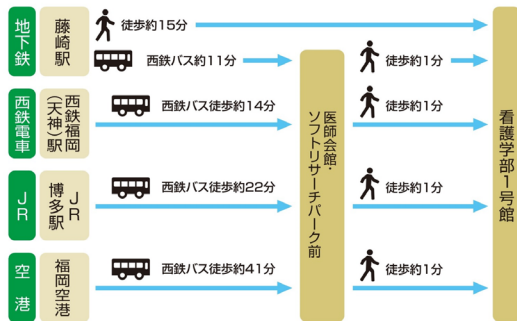 地下鉄
藤崎駅
徒歩約15分
西鉄バス約11分
徒歩約1分
西鉄電車
西鉄福岡
(天神)駅
西鉄バス徒歩約14分
徒歩約1分
JR
JR
博多駅
西鉄バス徒歩約22分
徒歩約1分
空港
福岡空港
西鉄バス徒歩約41分
徒歩約1分
医師会館・
ソフトリサーチパーク前
看護学部1号館